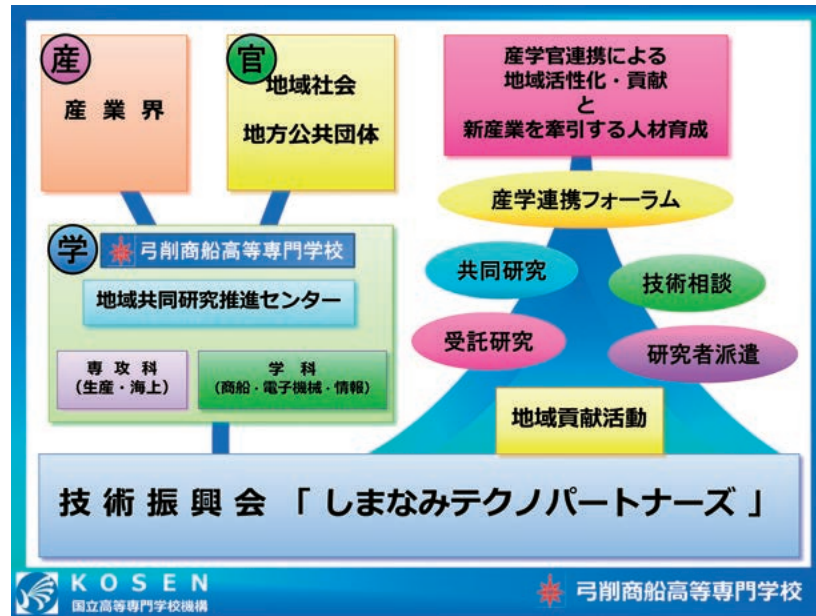 産
産業界
官
地域社会
地方公共団体
学
弓削商船高等専門学校
地域共同研究推進センター
専攻科
(生産・海上)
学科
(商船・電子機械・情報)
産学官連携による
地域活性化・貢献
と
新産業を牽引する人材育成
産学連携フォーラム
共同研究
技術相談
受託研究
研究者派遣
地域貢献活動
技術振興会「しまなみテクノパートナーズ」
KOSEN
国立高等専門学校機構
弓削商船高等専門学校